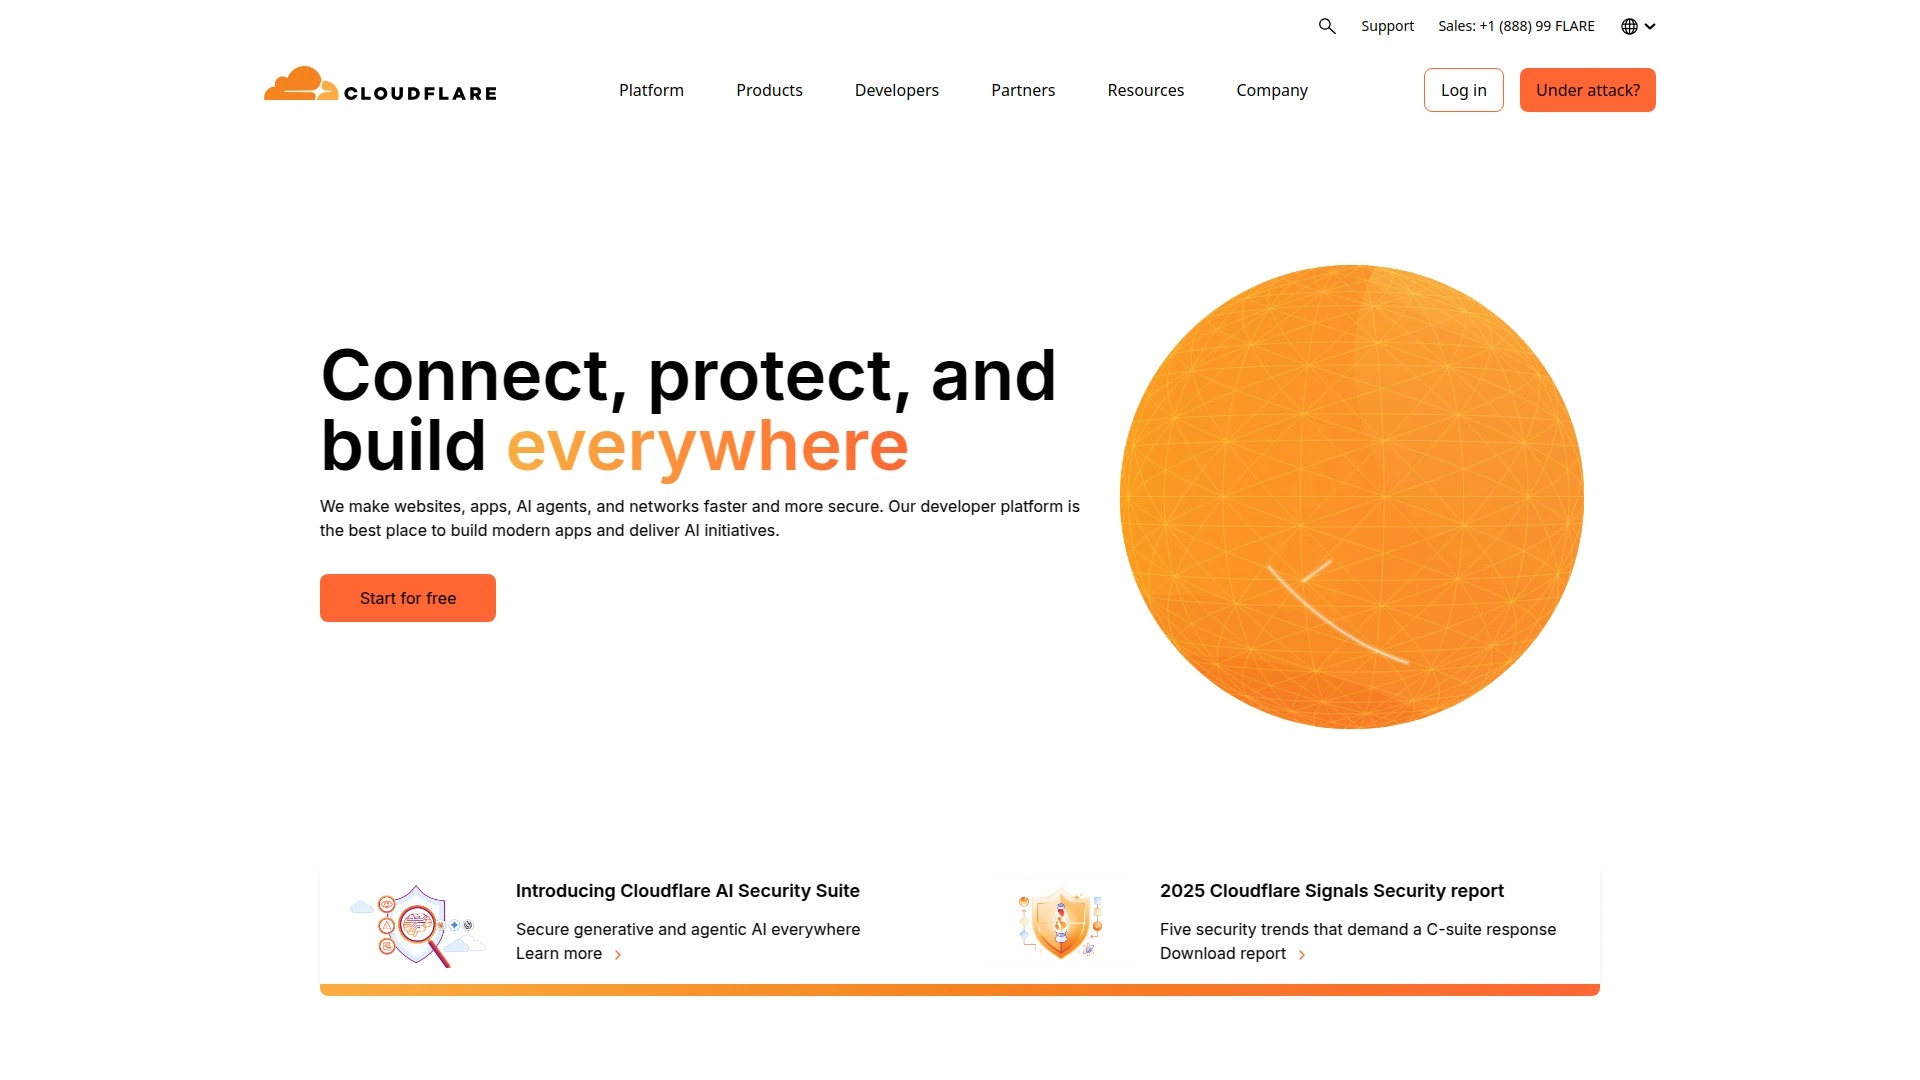 Support
Sales: +1 (888) 99 FLARE
CLOUDFLARE
Platform
Products
Developers
Partners
Resources
Company
Log in
Under attack?
Connect, protect, and
build everywhere
We make websites, apps, AI agents, and networks faster and more secure. Our developer platform is
the best place to build modern apps and deliver AI initiatives.
Start for free
Introducing Cloudflare AI Security Suite
Secure generative and agentic AI everywhere
Learn more
2025 Cloudflare Signals Security report
Five security trends that demand a C-suite response
Download report